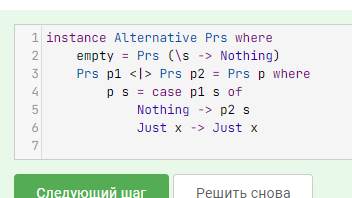 1 instance Alternative Prs where
2     empty = Prs (\s -> Nothing)
3     Prs p1 <|> Prs p2 = Prs p where
4         p s = case p1 s of
5             Nothing -> p2 s
6             Just x -> Just x
7
Следующий шаг Решить снова